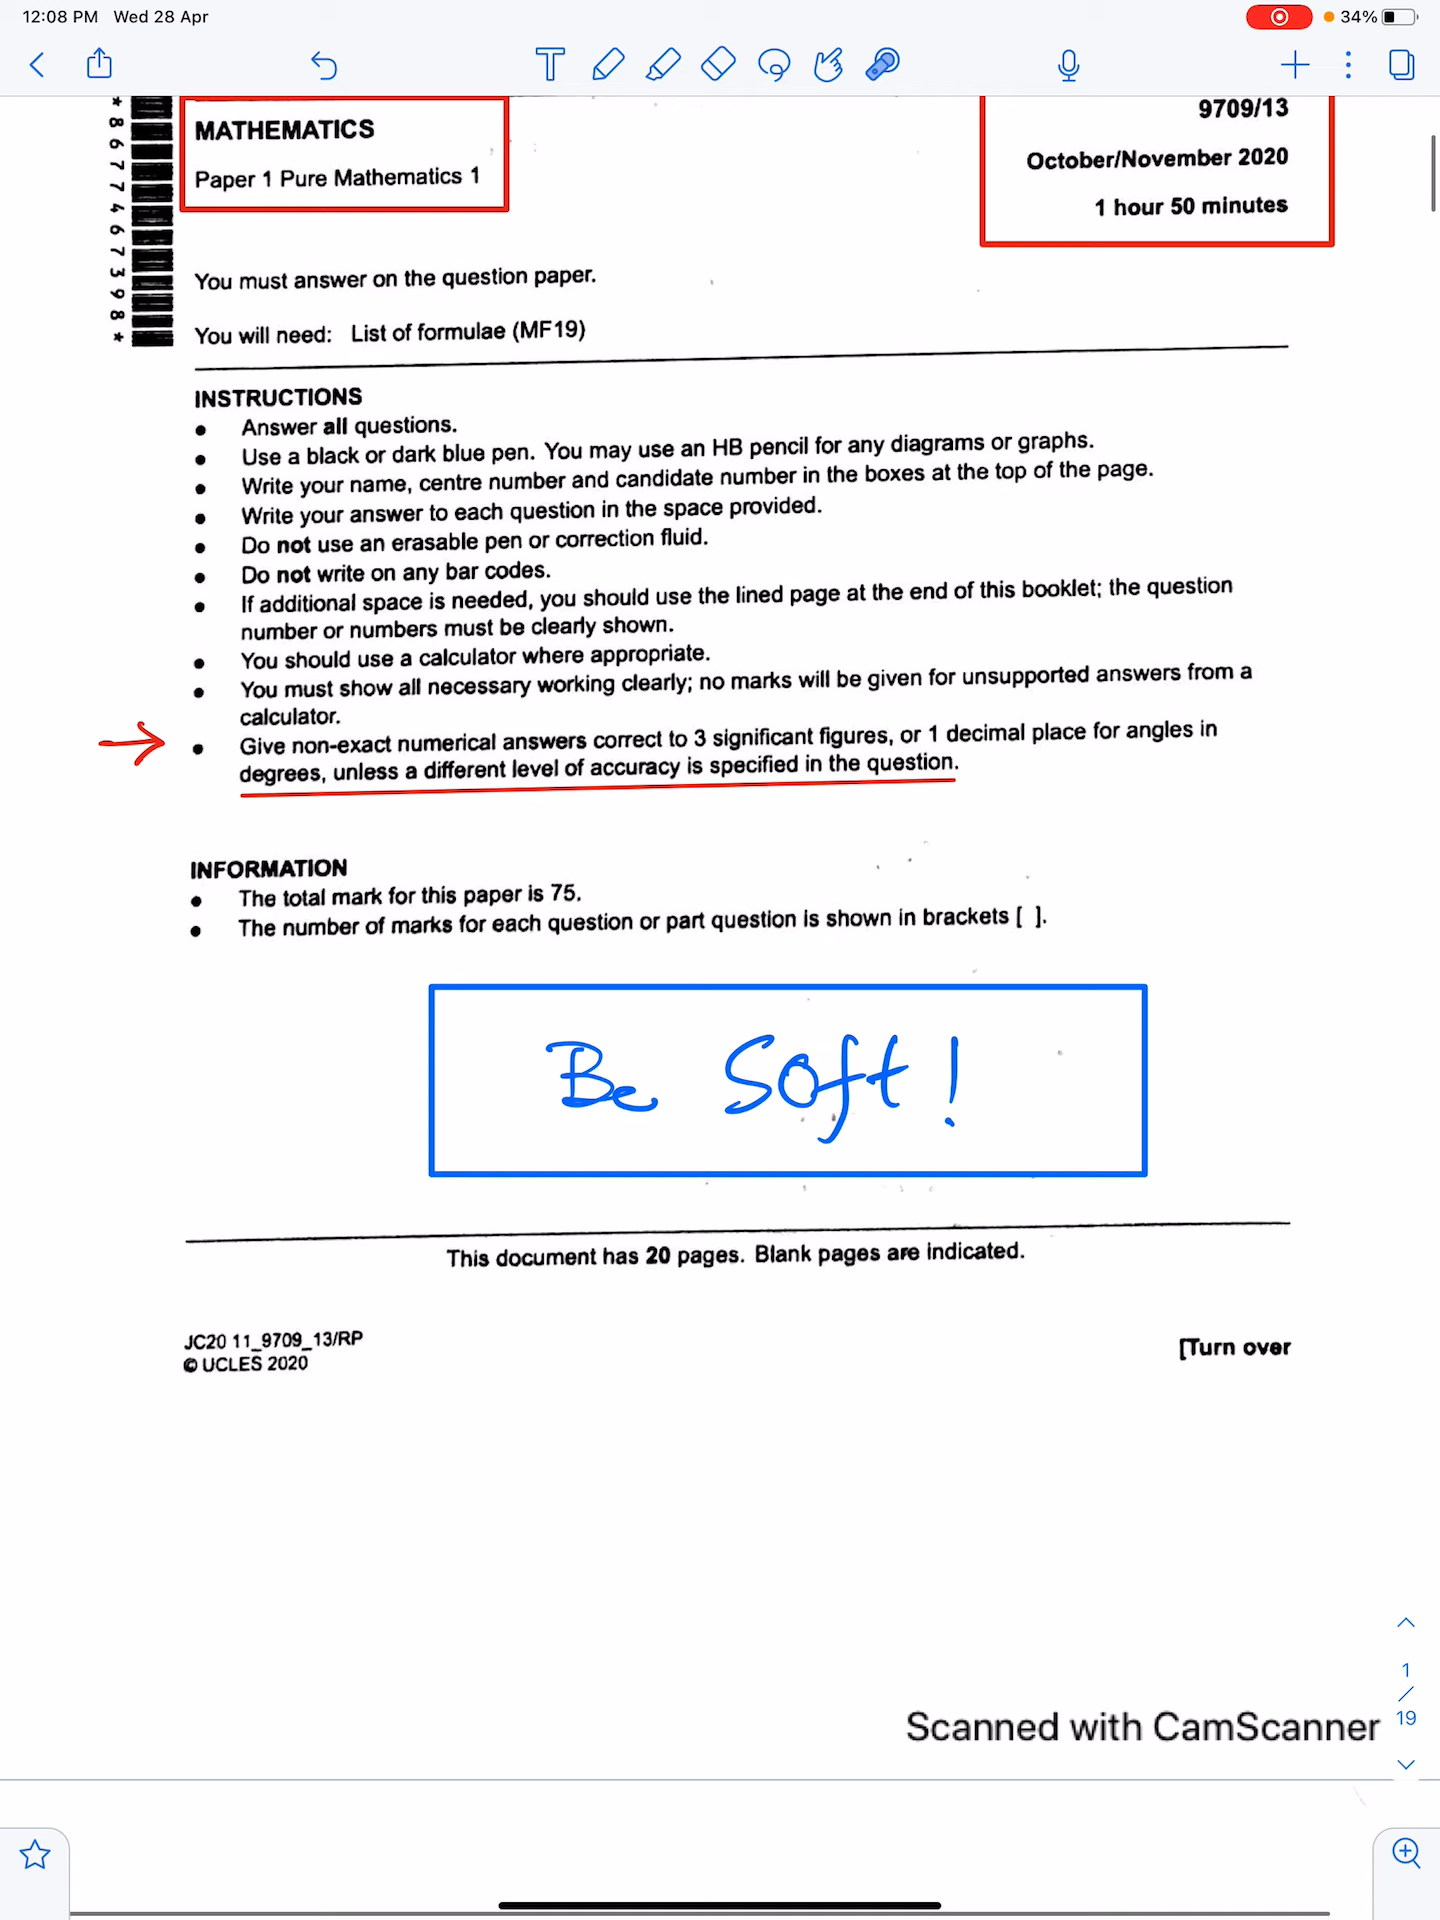 12:08 PM Wed 28 Apr
34%
*8677467398*
MATHEMATICS
Paper 1 Pure Mathematics 1
9709/13
October/November 2020
1 hour 50 minutes
You must answer on the question paper.
You will need: List of formulae (MF19)
INSTRUCTIONS
● Answer all questions.
● Use a black or dark blue pen. You may use an HB pencil for any diagrams or graphs.
● Write your name, centre number and candidate number in the boxes at the top of the page.
● Write your answer to each question in the space provided.
● Do not use an erasable pen or correction fluid.
● Do not write on any bar codes.
● If additional space is needed, you should use the lined page at the end of this booklet; the question
number or numbers must be clearly shown.
● You should use a calculator where appropriate.
● You must show all necessary working clearly; no marks will be given for unsupported answers from a
calculator.
● Give non-exact numerical answers correct to 3 significant figures, or 1 decimal place for angles in
degrees, unless a different level of accuracy is specified in the question.
INFORMATION
● The total mark for this paper is 75.
● The number of marks for each question or part question is shown in brackets [ ].
Be Soft!
This document has 20 pages. Blank pages are indicated.
JC20 11_9709_13/RP
© UCLES 2020
[Turn over
1
/
19
Scanned with CamScanner